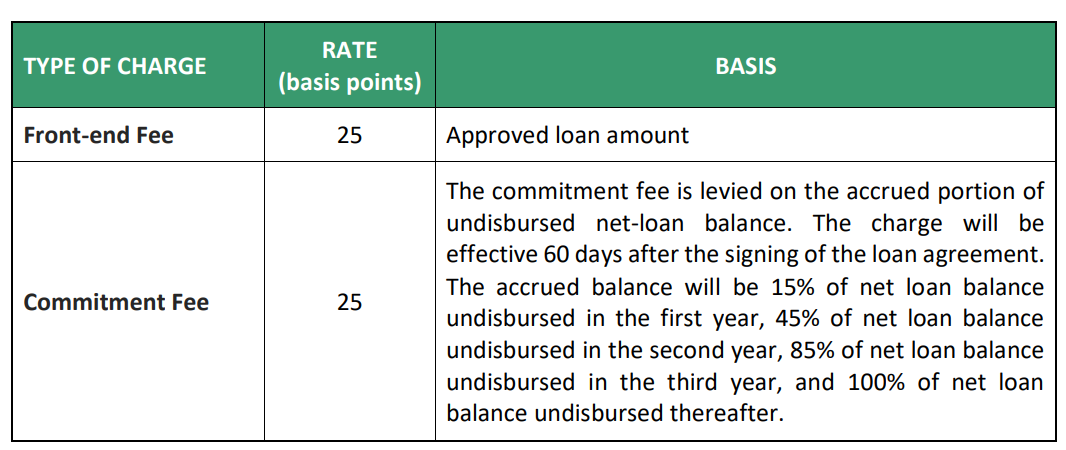 TYPE OF CHARGE
RATE
(basis points)
BASIS
Front-end Fee
25
Approved loan amount
Commitment Fee
25
The commitment fee is levied on the accrued portion of
undisbursed net-loan balance. The charge will be
effective 60 days after the signing of the loan agreement.
The accrued balance will be 15% of net loan balance
undisbursed in the first year, 45% of net loan balance
undisbursed in the second year, 85% of net loan balance
undisbursed in the third year, and 100% of net loan
balance undisbursed thereafter.